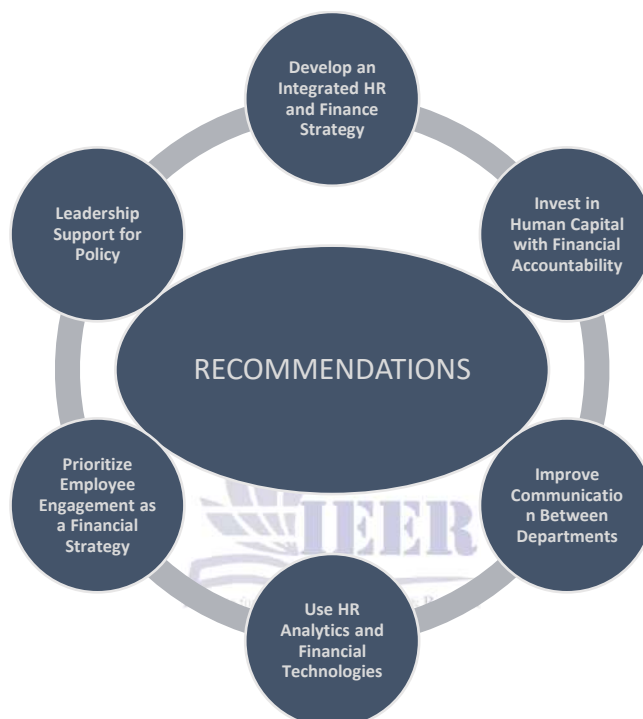 Develop an
Integrated HR
and Finance
Strategy
Invest in
Human Capital
with Financial
Accountability
Improve
Communicatio
n Between
Departments
Use HR
Analytics and
Financial
Technologies
Prioritize
Employee
Engagement as
a Financial
Strategy
Leadership
Support for
Policy
RECOMMENDATIONS
IEER